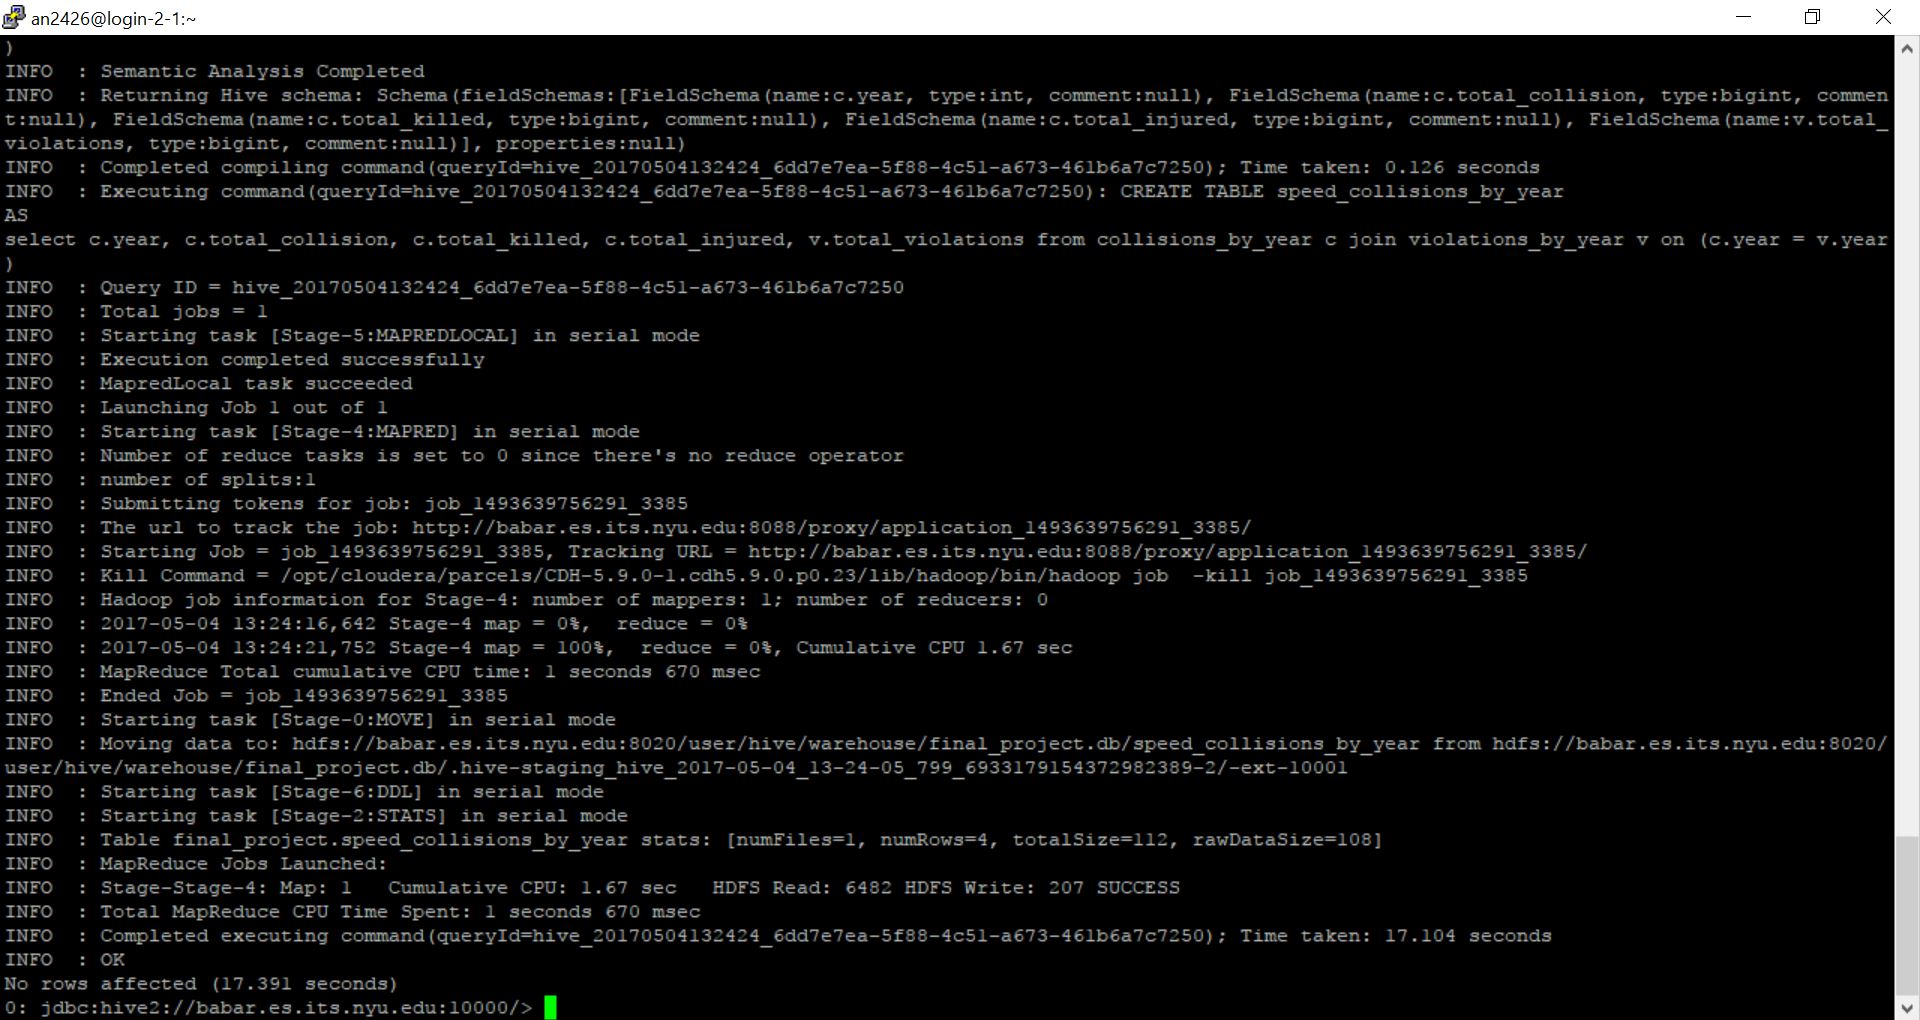 an2426@login-2-1:~
)
INFO  : Semantic Analysis Completed
INFO  : Returning Hive schema: Schema(fieldSchemas:[FieldSchema(name:c.year, type:int, comment:null), FieldSchema(name:c.total_collision, type:bigint, commen
t:null), FieldSchema(name:c.total_killed, type:bigint, comment:null), FieldSchema(name:c.total_injured, type:bigint, comment:null), FieldSchema(name:v.total_
violations, type:bigint, comment:null)], properties:null)
INFO  : Completed compiling command(queryId=hive_20170504132424_6dd7e7ea-5f88-4c51-a673-461b6a7c7250); Time taken: 0.126 seconds
INFO  : Executing command(queryId=hive_20170504132424_6dd7e7ea-5f88-4c51-a673-461b6a7c7250): CREATE TABLE speed_collisions_by_year
AS
select c.year, c.total_collision, c.total_killed, c.total_injured, v.total_violations from collisions_by_year c join violations_by_year v on (c.year = v.year
)
INFO  : Query ID = hive_20170504132424_6dd7e7ea-5f88-4c51-a673-461b6a7c7250
INFO  : Total jobs = 1
INFO  : Starting task [Stage-5:MAPREDLOCAL] in serial mode
INFO  : Execution completed successfully
INFO  : MapredLocal task succeeded
INFO  : Launching Job 1 out of 1
INFO  : Starting task [Stage-4:MAPRED] in serial mode
INFO  : Number of reduce tasks is set to 0 since there's no reduce operator
INFO  : number of splits:1
INFO  : Submitting tokens for job: job_1493639756291_3385
INFO  : The url to track the job: http://babar.es.its.nyu.edu:8088/proxy/application_1493639756291_3385/
INFO  : Starting Job = job_1493639756291_3385, Tracking URL = http://babar.es.its.nyu.edu:8088/proxy/application_1493639756291_3385/
INFO  : Kill Command = /opt/cloudera/parcels/CDH-5.9.0-1.cdh5.9.0.p0.23/lib/hadoop/bin/hadoop job  -kill job_1493639756291_3385
INFO  : Hadoop job information for Stage-4: number of mappers: 1; number of reducers: 0
INFO  : 2017-05-04 13:24:16,642 Stage-4 map = 0%,  reduce = 0%
INFO  : 2017-05-04 13:24:21,752 Stage-4 map = 100%,  reduce = 0%, Cumulative CPU 1.67 sec
INFO  : MapReduce Total cumulative CPU time: 1 seconds 670 msec
INFO  : Ended Job = job_1493639756291_3385
INFO  : Starting task [Stage-0:MOVE] in serial mode
INFO  : Moving data to: hdfs://babar.es.its.nyu.edu:8020/user/hive/warehouse/final_project.db/speed_collisions_by_year from hdfs://babar.es.its.nyu.edu:8020/
user/hive/warehouse/final_project.db/.hive-staging_hive_2017-05-04_13-24-05_799_6933179154372982389-2/-ext-10001
INFO  : Starting task [Stage-6:DDL] in serial mode
INFO  : Starting task [Stage-2:STATS] in serial mode
INFO  : Table final_project.speed_collisions_by_year stats: [numFiles=1, numRows=4, totalSize=112, rawDataSize=108]
INFO  : MapReduce Jobs Launched:
INFO  : Stage-Stage-4: Map: 1   Cumulative CPU: 1.67 sec   HDFS Read: 6482 HDFS Write: 207 SUCCESS
INFO  : Total MapReduce CPU Time Spent: 1 seconds 670 msec
INFO  : Completed executing command(queryId=hive_20170504132424_6dd7e7ea-5f88-4c51-a673-461b6a7c7250); Time taken: 17.104 seconds
INFO  : OK
No rows affected (17.391 seconds)
0: jdbc:hive2://babar.es.its.nyu.edu:10000/>